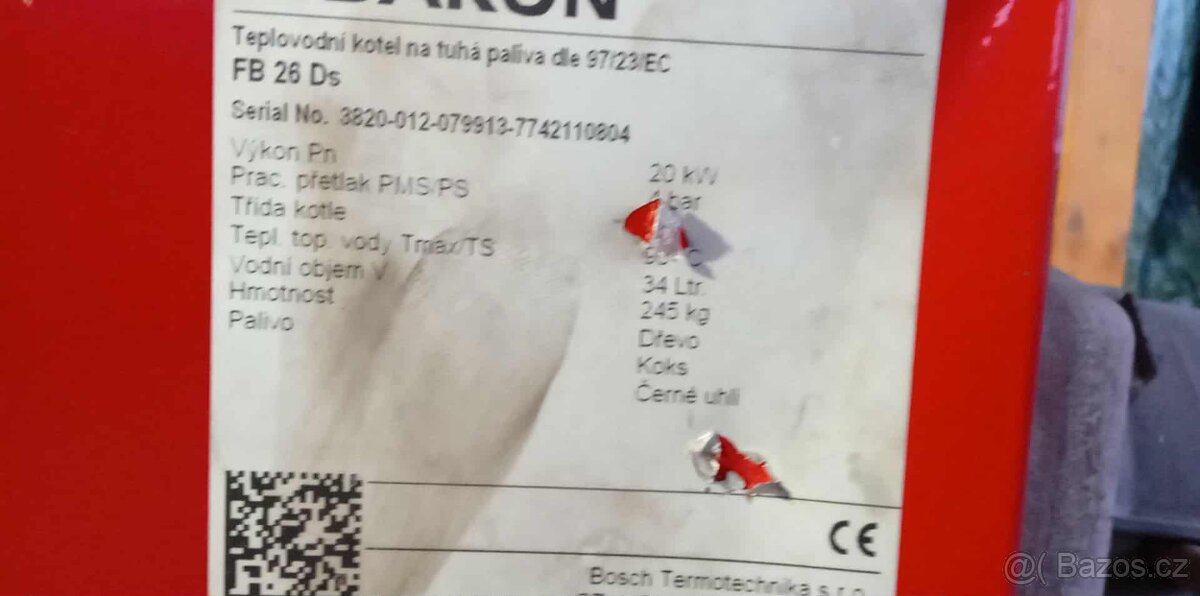 DAKON
Teplovodní kotel na tuhá paliva dle 97/23/EC
FB 26 Ds
Serial No. 3820-012-079913-7742110804
Výkon Pn 20 kW
Prac. přetlak PMS/PS bar
Třída kotle
Tepl. top. vody Tmax/TS °C
Vodní objem V 34 Ltr.
Hmotnost 245 kg
Palivo Dřevo
Koks
Černé uhlí
CE
Bosch Termotechnika s.r.o.
@( Bazos.cz